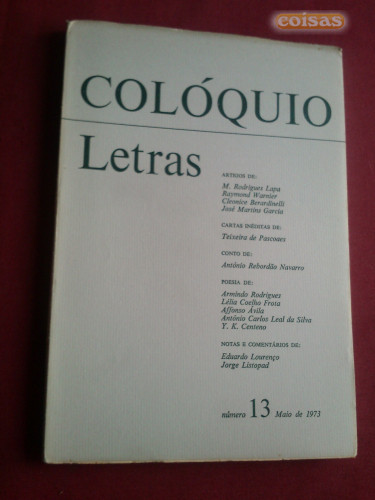 coisas
COLÓQUIO
Letras
ARTIGOS DE:
M. Rodrigues Lapa
Raymond Warnier
Cleonice Berardinelli
José Martins Garcia
CARTAS INÉDITAS DE:
Teixeira de Pascoaes
CONTO DE:
António Rebordão Navarro
POESIA DE:
Armindo Rodrigues
Lélia Coelho Frota
Affonso Ávila
António Carlos Leal da Silva
Y. K. Centeno
NOTAS E COMENTÁRIOS DE:
Eduardo Lourenço
Jorge Listopad
número 13 Maio de 1973